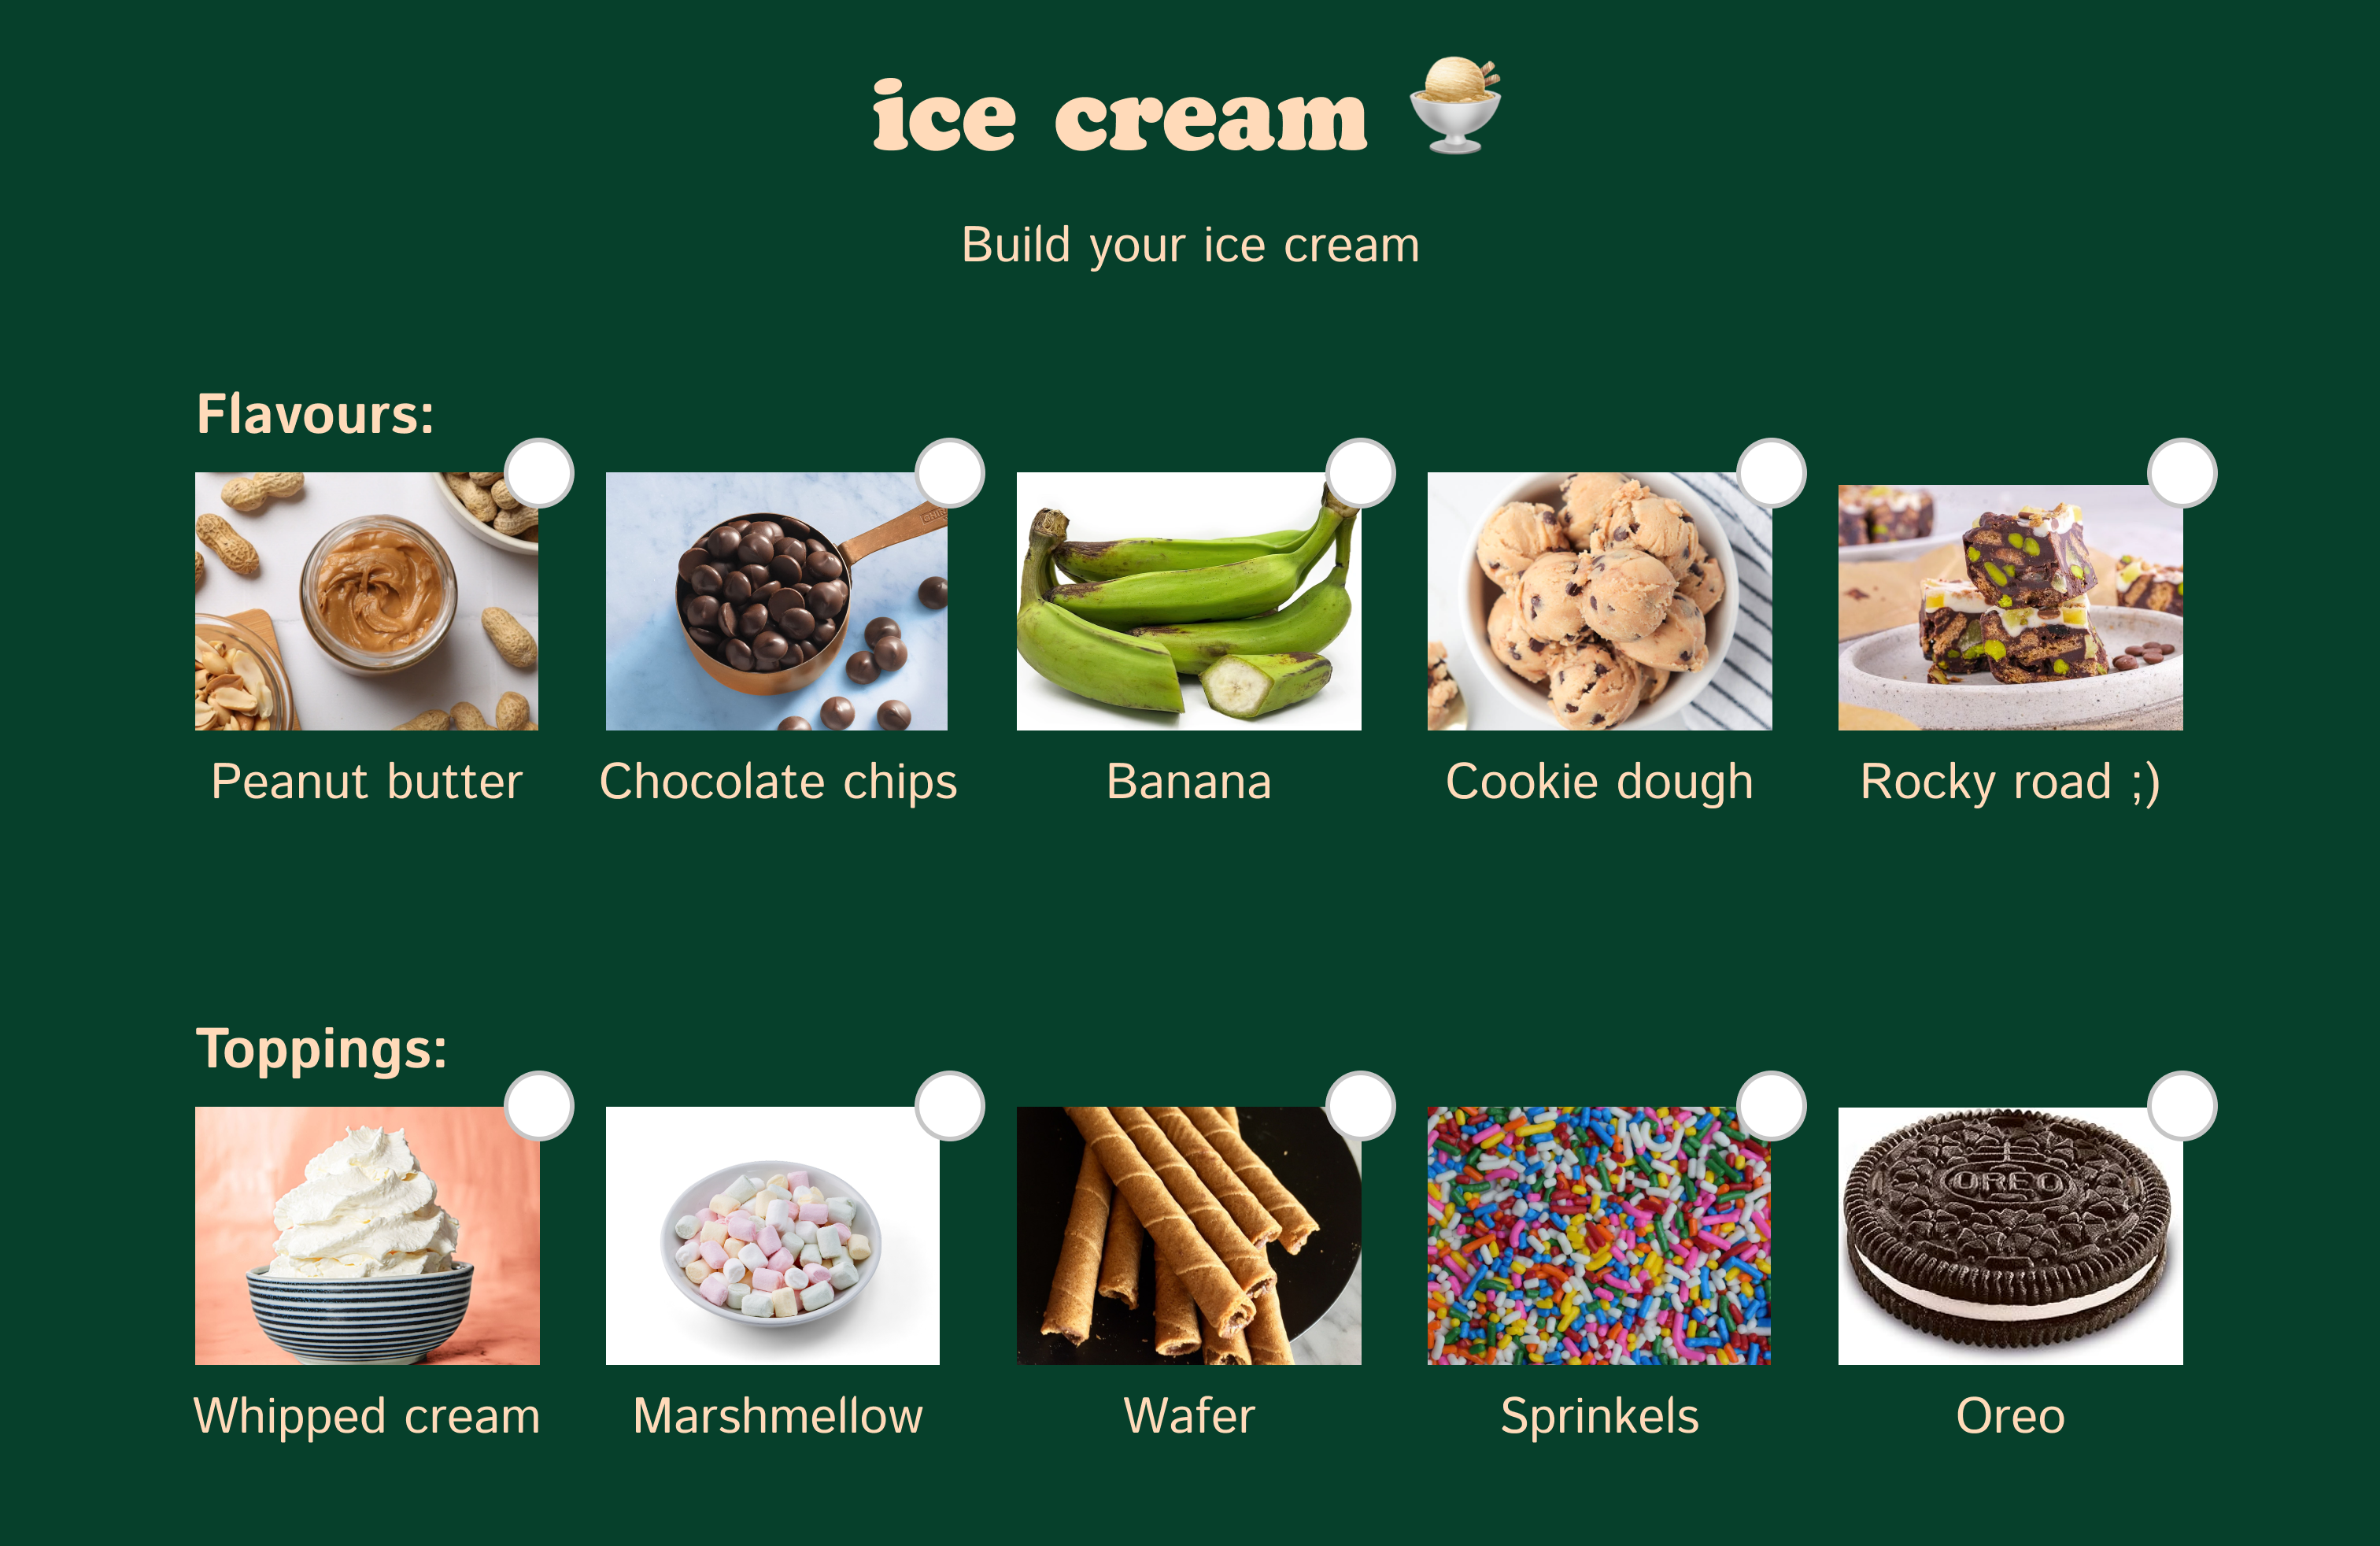 ice cream
Build your ice cream
Flavours:
Peanut butter
Chocolate chips
Banana
Cookie dough
Rocky road ;)
Toppings:
OREO
Whipped cream
Marshmellow
Wafer
Sprinkels
Oreo